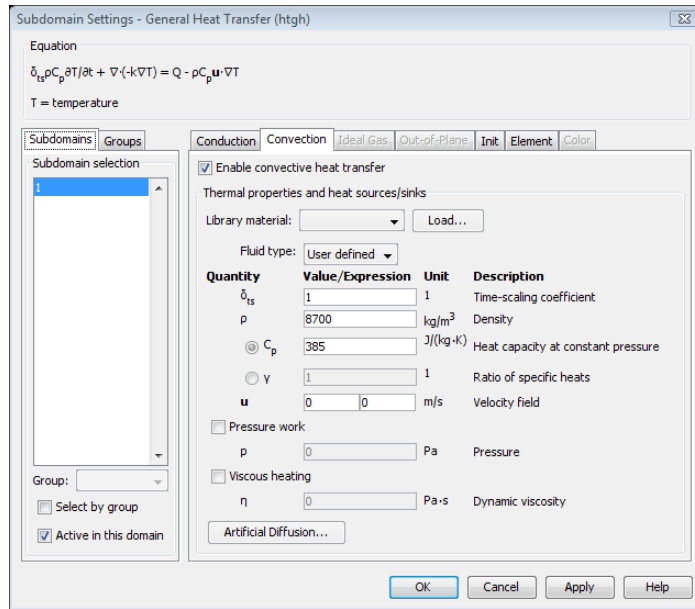 Subdomain Settings - General Heat Transfer (htgh)
Equation
δtsρCp∂T/∂t + ∇·(-k∇T) = Q - ρCpu·∇T
T = temperature
Subdomains Groups
Subdomain selection
1
Group:
Select by group
Active in this domain
Conduction Convection Ideal Gas Out-of-Plane Init Element Color
Enable convective heat transfer
Thermal properties and heat sources/sinks
Library material: Load...
Fluid type: User defined
Quantity Value/Expression Unit Description
δts 1 1 Time-scaling coefficient
ρ 8700 kg/m³ Density
Cp 385 J/(kg·K) Heat capacity at constant pressure
γ 1 1 Ratio of specific heats
u 0 0 m/s Velocity field
Pressure work
p 0 Pa Pressure
Viscous heating
η 0 Pa·s Dynamic viscosity
Artificial Diffusion...
OK Cancel Apply Help